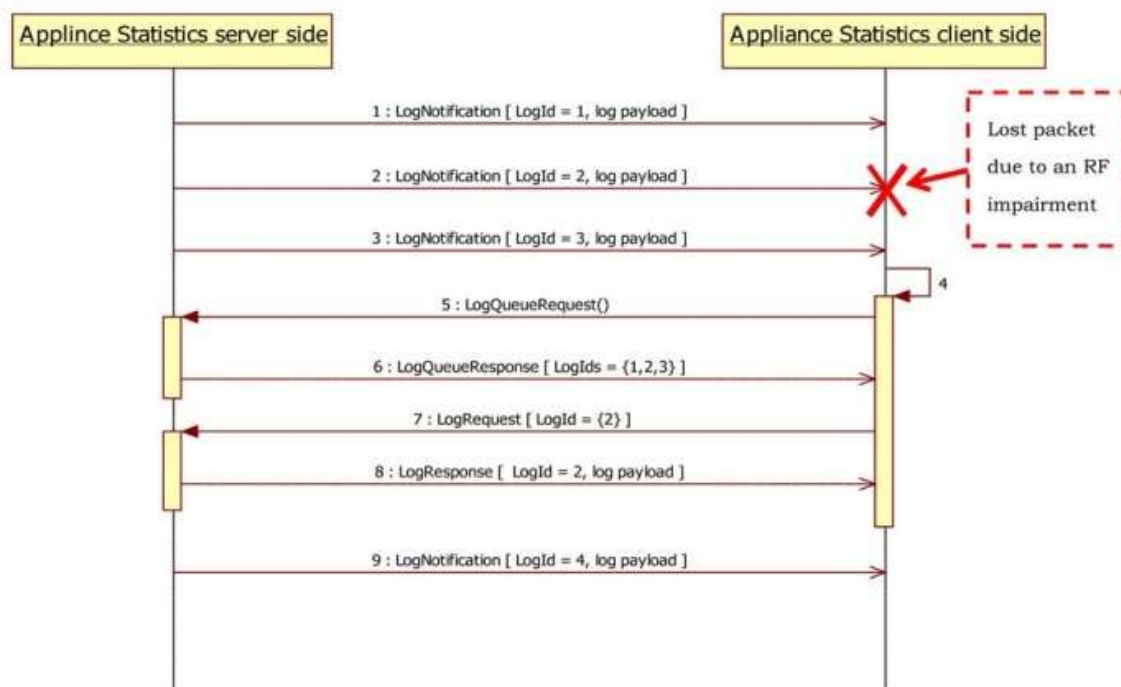 Applince Statistics server side
Appliance Statistics client side
1 : LogNotification [ LogId = 1, log payload ]
Lost packet
due to an RF
impairment
2 : LogNotification [ LogId = 2, log payload ]
3 : LogNotification [ LogId = 3, log payload ]
4
5 : LogQueueRequest()
6 : LogQueueResponse [ LogIds = {1,2,3} ]
7 : LogRequest [ LogId = {2} ]
8 : LogResponse [ LogId = 2, log payload ]
9 : LogNotification [ LogId = 4, log payload ]